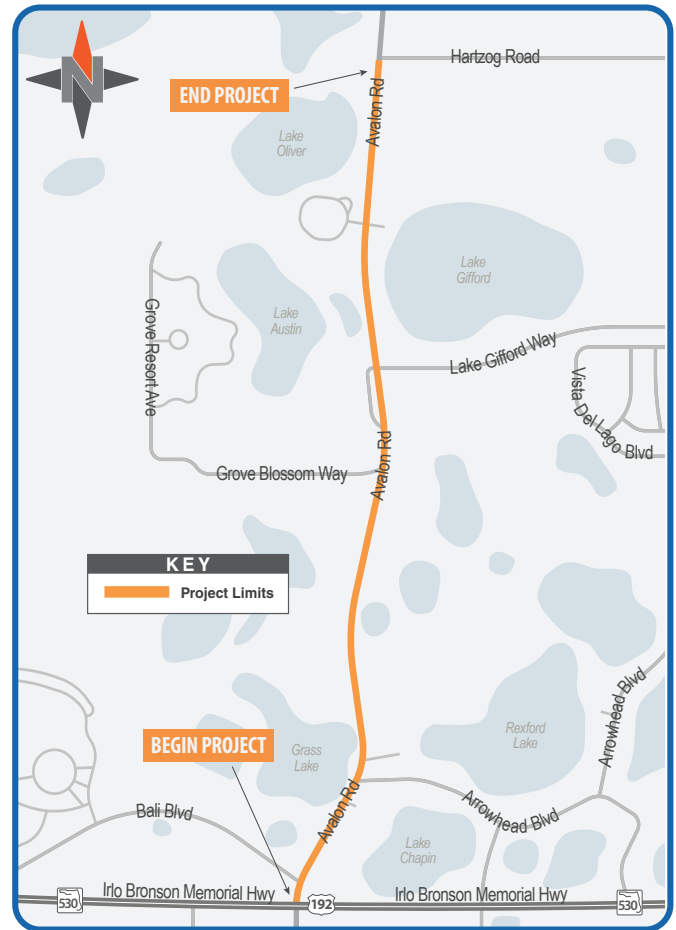 N
Hartzog Road
END PROJECT
Avalon Rd
Lake
Oliver
Lake
Gifford
Lake
Austin
Grove Resort Ave
Lake Gifford Way
Vista Del Lago Blvd
Avalon Rd
Grove Blossom Way
KEY
Project Limits
BEGIN PROJECT
Grass
Lake
Rexford
Lake
Arrowhead Blvd
Bali Blvd
Avalon Rd
Arrowhead Blvd
Lake
Chapin
530
Irlo Bronson Memorial Hwy
192
Irlo Bronson Memorial Hwy
530